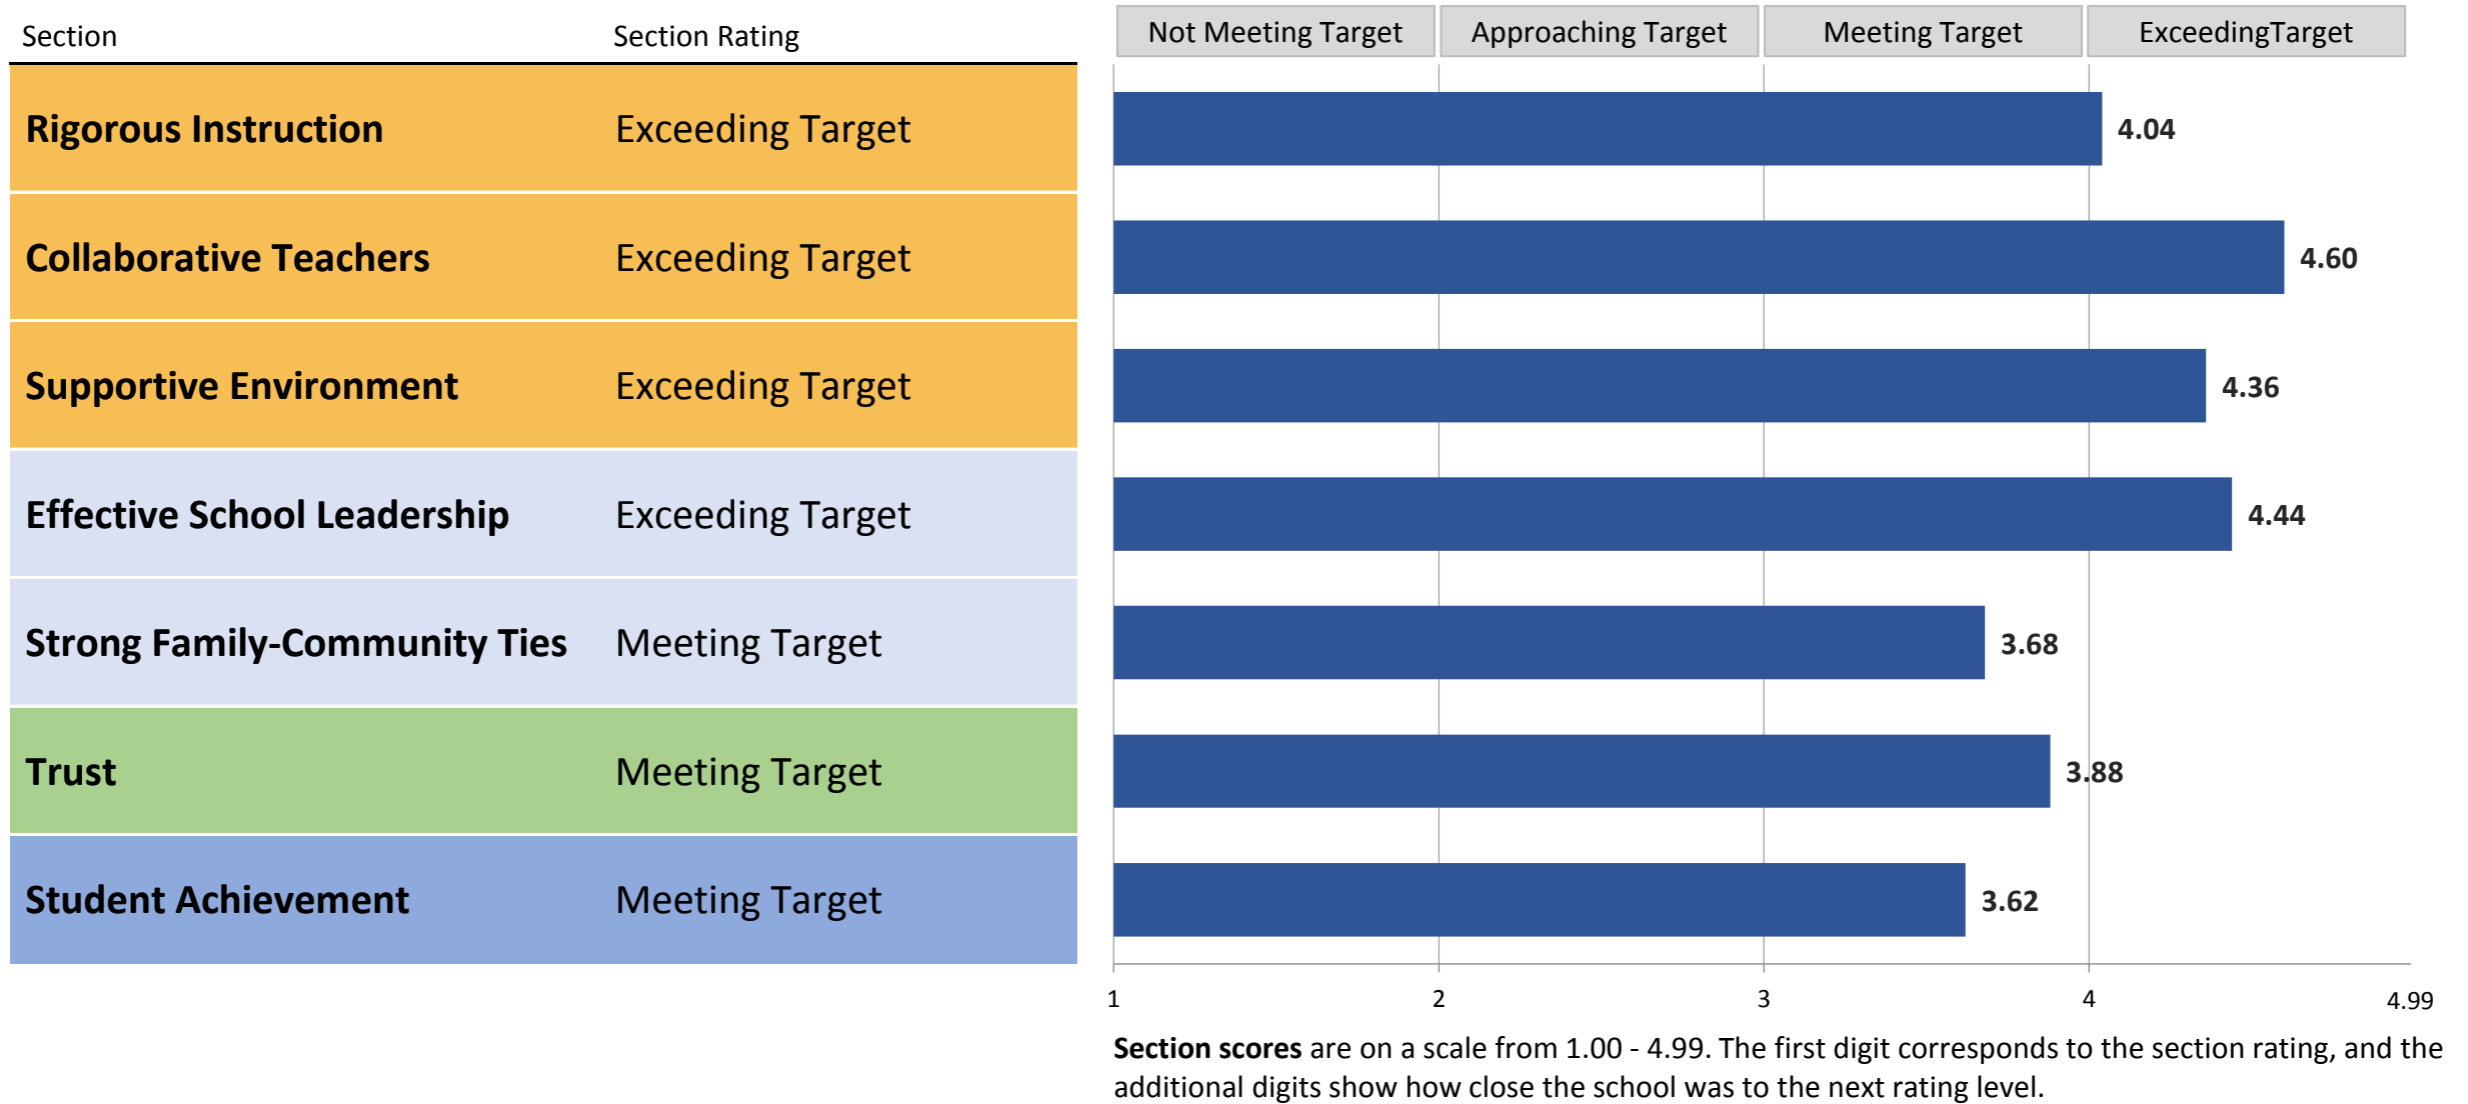 Section Section Rating Not Meeting Target Approaching Target Meeting Target ExceedingTarget
Rigorous Instruction Exceeding Target 4.04
Collaborative Teachers Exceeding Target 4.60
Supportive Environment Exceeding Target 4.36
Effective School Leadership Exceeding Target 4.44
Strong Family-Community Ties Meeting Target 3.68
Trust Meeting Target 3.88
Student Achievement Meeting Target 3.62
1 2 3 4 4.99
Section scores are on a scale from 1.00 - 4.99. The first digit corresponds to the section rating, and the
additional digits show how close the school was to the next rating level.